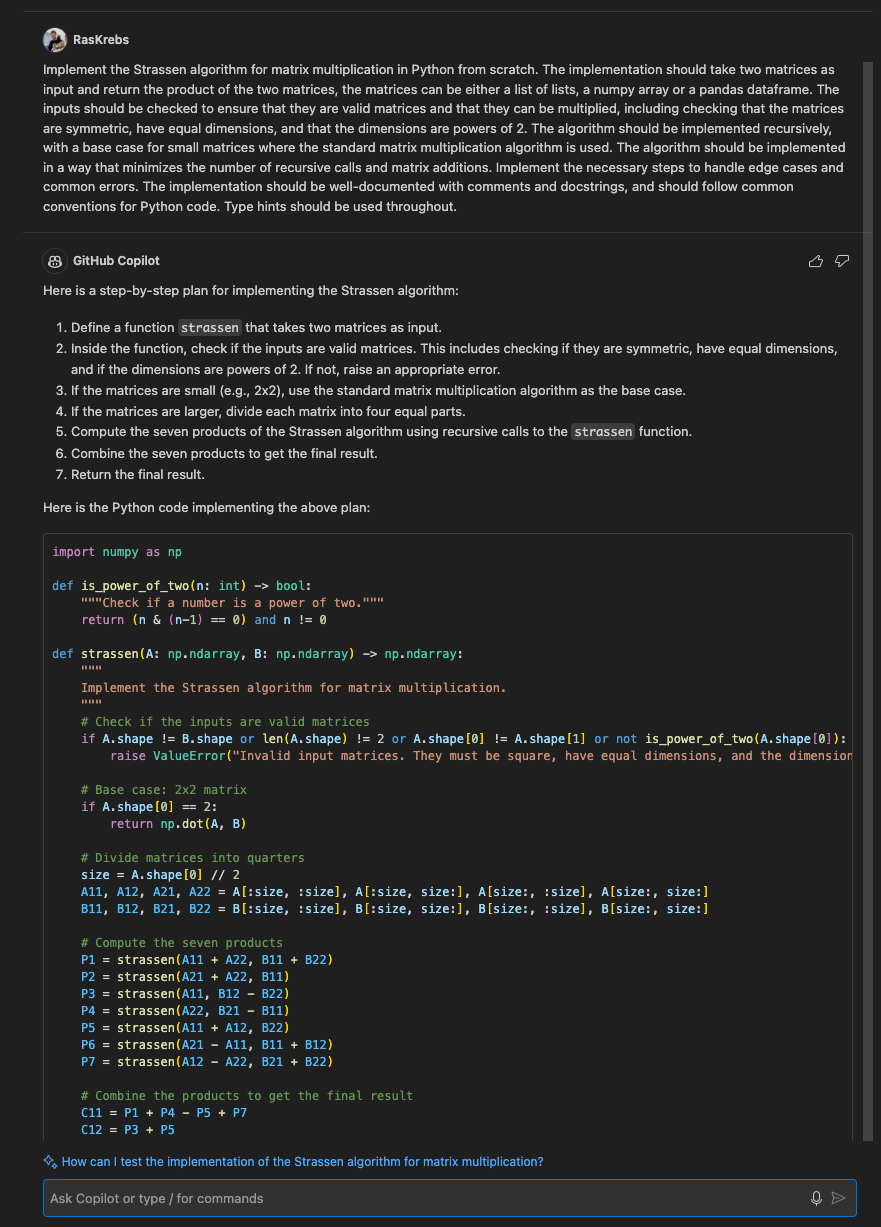 RasKrebs
Implement the Strassen algorithm for matrix multiplication in Python from scratch. The implementation should take two matrices as
input and return the product of the two matrices, the matrices can be either a list of lists, a numpy array or a pandas dataframe. The
inputs should be checked to ensure that they are valid matrices and that they can be multiplied, including checking that the matrices
are symmetric, have equal dimensions, and that the dimensions are powers of 2. The algorithm should be implemented recursively,
with a base case for small matrices where the standard matrix multiplication algorithm is used. The algorithm should be implemented
in a way that minimizes the number of recursive calls and matrix additions. Implement the necessary steps to handle edge cases and
common errors. The implementation should be well-documented with comments and docstrings, and should follow common
conventions for Python code. Type hints should be used throughout.
GitHub Copilot
Here is a step-by-step plan for implementing the Strassen algorithm:
1. Define a function strassen that takes two matrices as input.
2. Inside the function, check if the inputs are valid matrices. This includes checking if they are symmetric, have equal dimensions,
and if the dimensions are powers of 2. If not, raise an appropriate error.
3. If the matrices are small (e.g., 2x2), use the standard matrix multiplication algorithm as the base case.
4. If the matrices are larger, divide each matrix into four equal parts.
5. Compute the seven products of the Strassen algorithm using recursive calls to the strassen function.
6. Combine the seven products to get the final result.
7. Return the final result.
Here is the Python code implementing the above plan:
import numpy as np
def is_power_of_two(n: int) -> bool:
"""Check if a number is a power of two."""
return (n & (n-1) == 0) and n != 0
def strassen(A: np.ndarray, B: np.ndarray) -> np.ndarray:
"""
Implement the Strassen algorithm for matrix multiplication.
"""
# Check if the inputs are valid matrices
if A.shape != B.shape or len(A.shape) != 2 or A.shape[0] != A.shape[1] or not is_power_of_two(A.shape[0]):
raise ValueError("Invalid input matrices. They must be square, have equal dimensions, and the dimension
# Base case: 2x2 matrix
if A.shape[0] == 2:
return np.dot(A, B)
# Divide matrices into quarters
size = A.shape[0] // 2
A11, A12, A21, A22 = A[:size, :size], A[:size, size:], A[size:, :size], A[size:, size:]
B11, B12, B21, B22 = B[:size, :size], B[:size, size:], B[size:, :size], B[size:, size:]
# Compute the seven products
P1 = strassen(A11 + A22, B11 + B22)
P2 = strassen(A21 + A22, B11)
P3 = strassen(A11, B12 - B22)
P4 = strassen(A22, B21 - B11)
P5 = strassen(A11 + A12, B22)
P6 = strassen(A21 - A11, B11 + B12)
P7 = strassen(A12 - A22, B21 + B22)
# Combine the products to get the final result
C11 = P1 + P4 - P5 + P7
C12 = P3 + P5
How can I test the implementation of the Strassen algorithm for matrix multiplication?
Ask Copilot or type / for commands